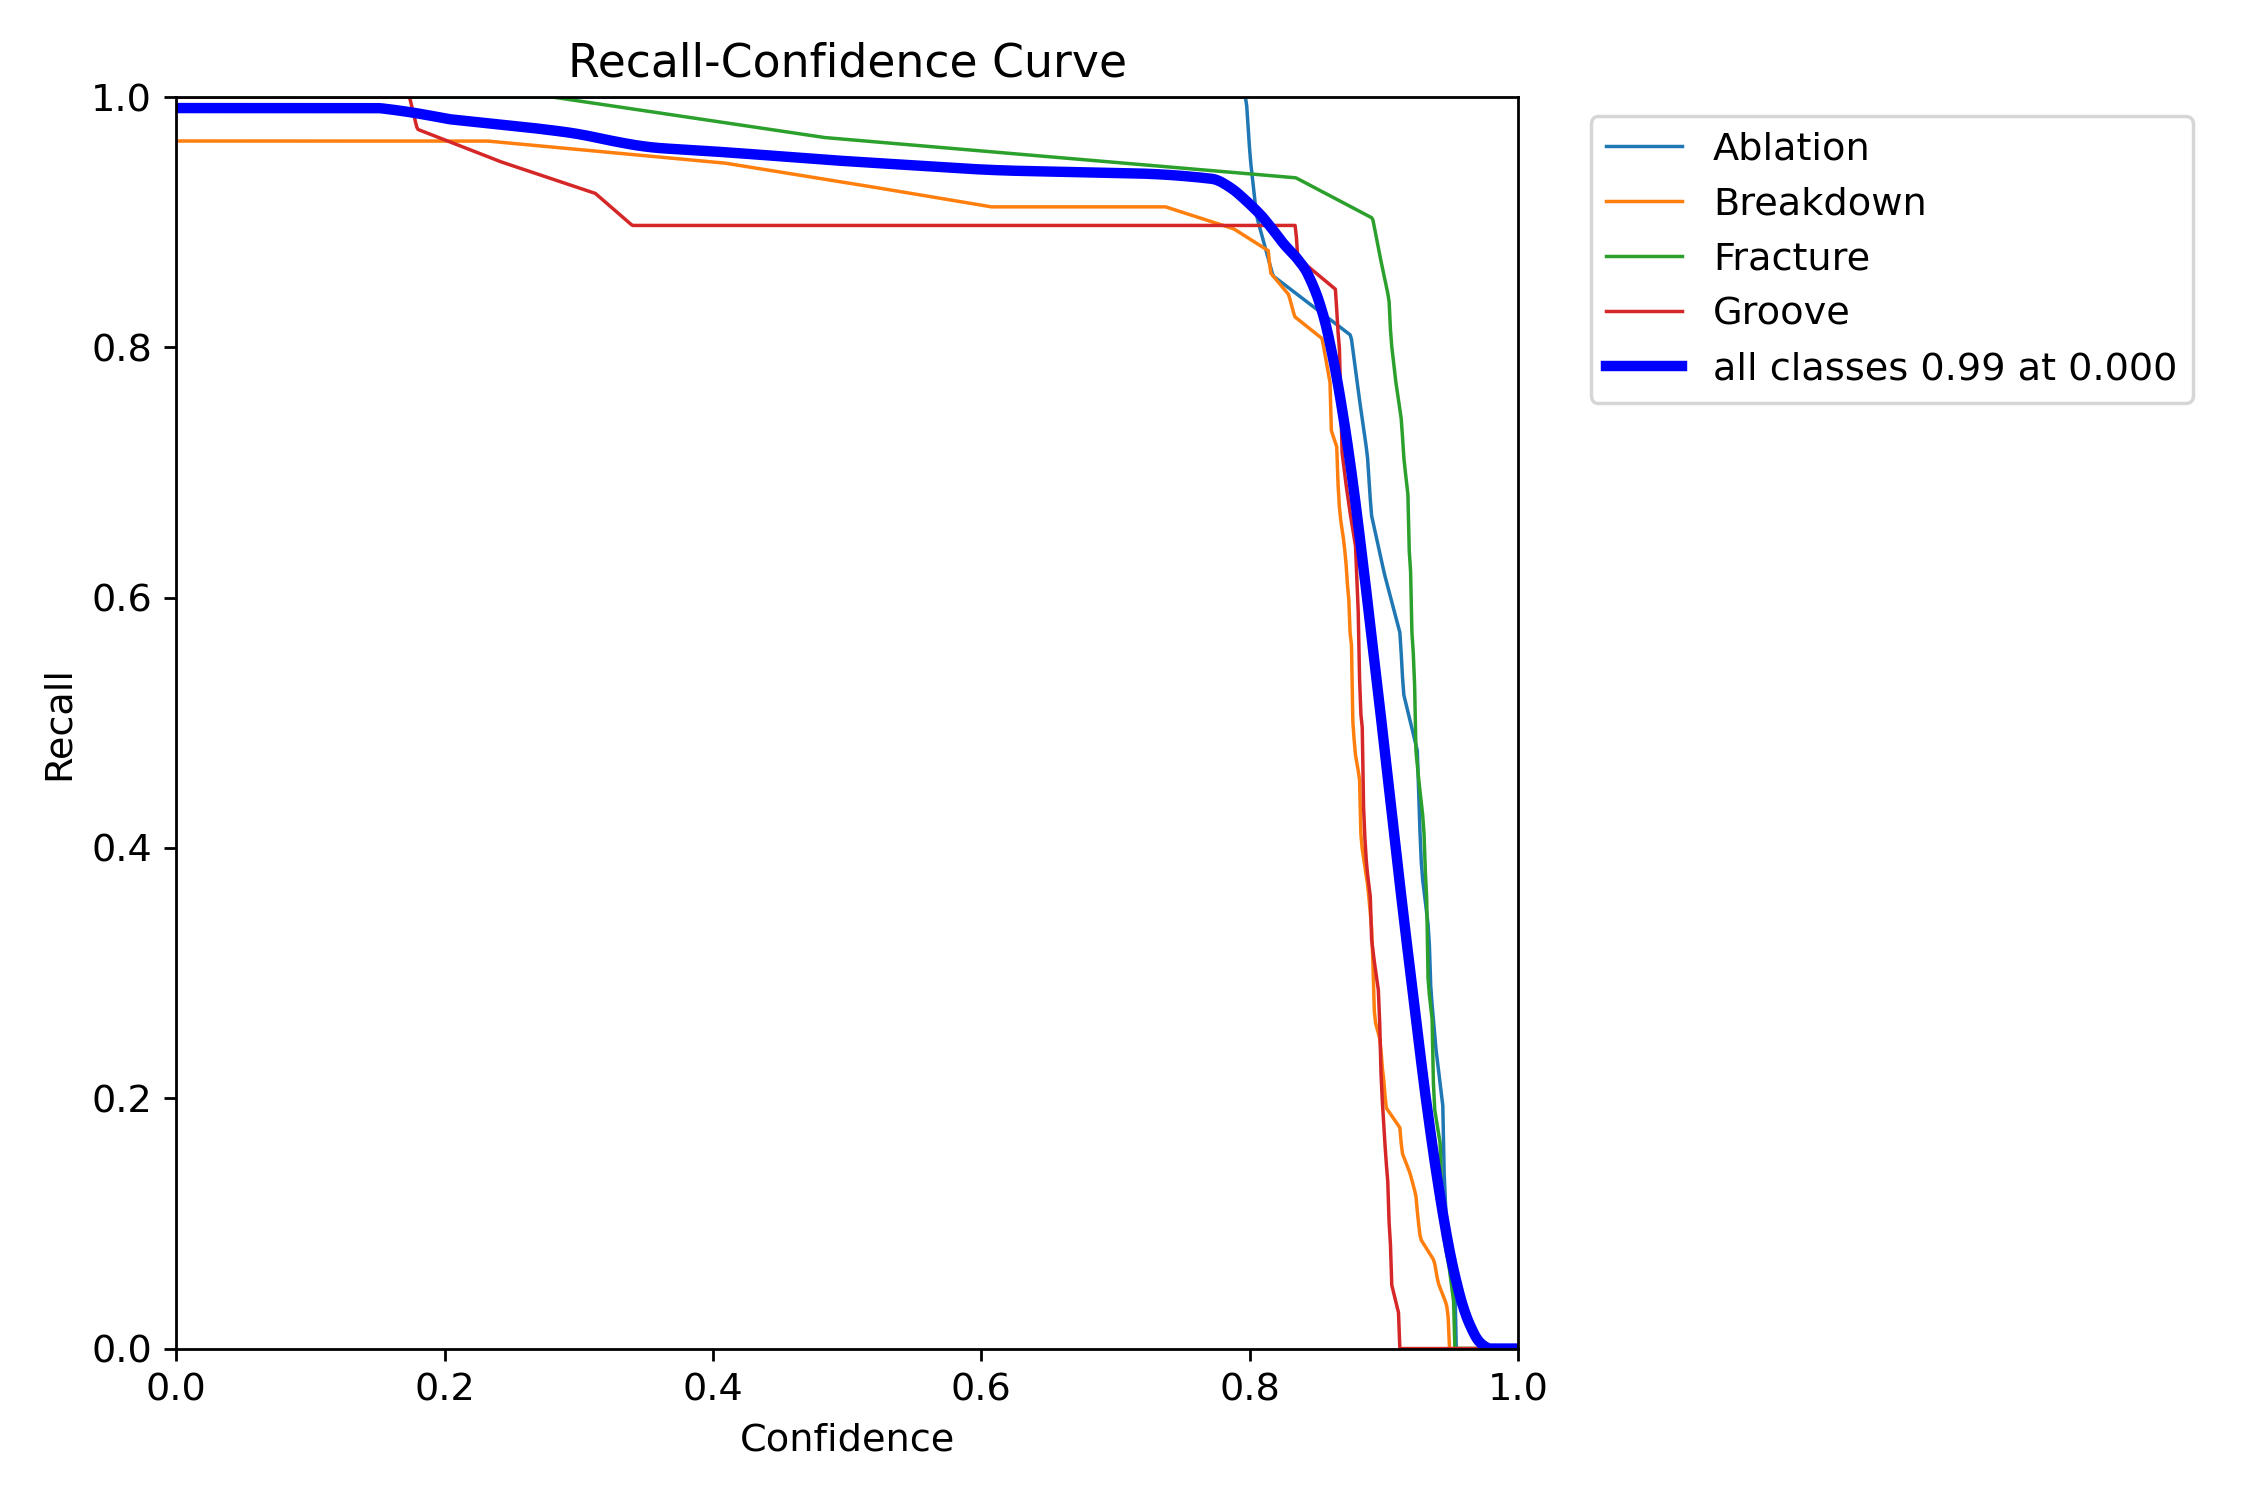 Recall-Confidence Curve
1.0
0.8
0.6
0.4
0.2
0.0
Recall
0.0 0.2 0.4 0.6 0.8 1.0
Confidence
Ablation
Breakdown
Fracture
Groove
all classes 0.99 at 0.000